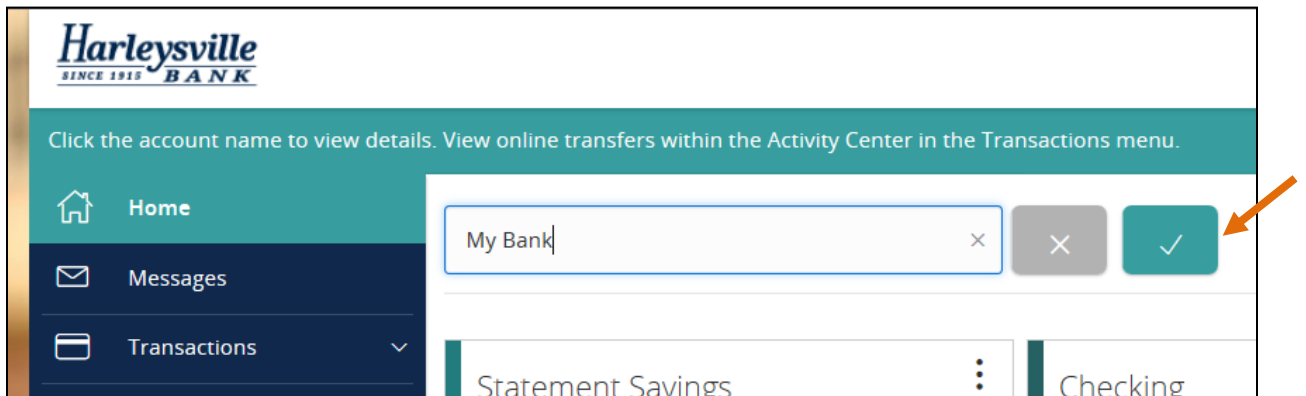 Harleysville
SINCE 1915 BANK
Click the account name to view details. View online transfers within the Activity Center in the Transactions menu.
Home
My Bank
Messages
Transactions
Statement Savings
Checking